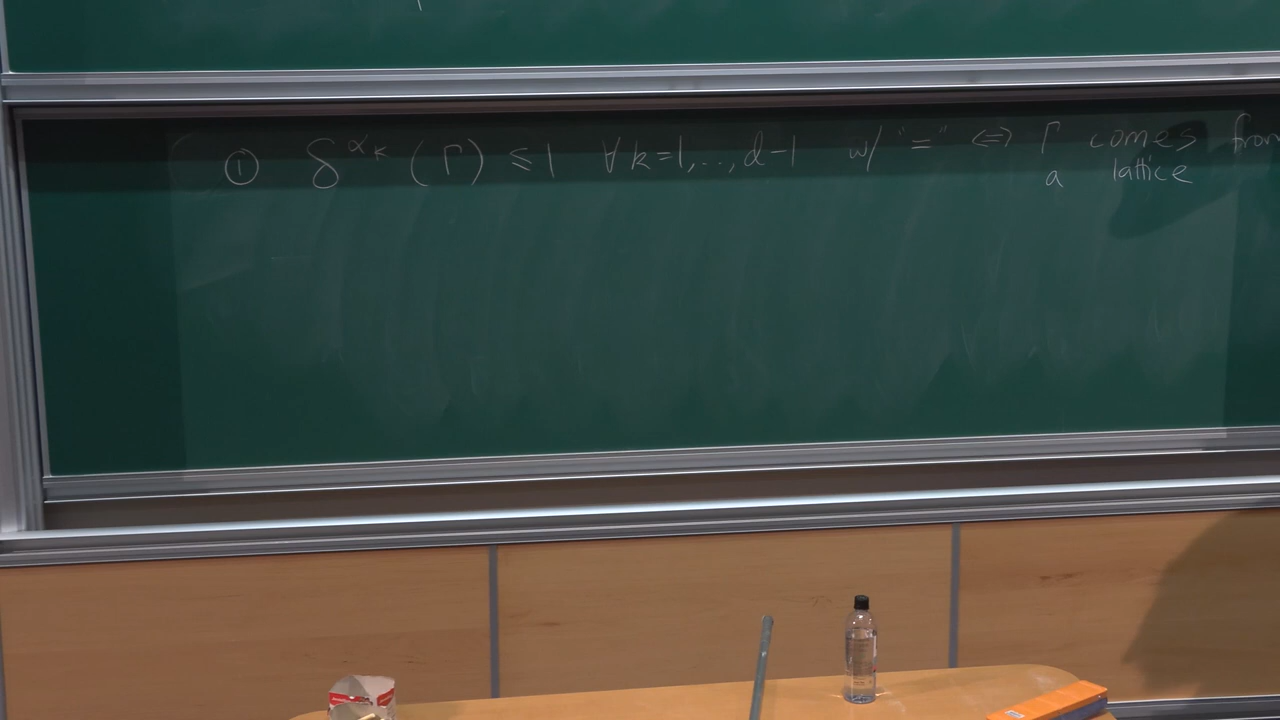 ① δ^{α_k} (Γ) ≤ 1 ∀ k=1,..,d-1 w/ "=" ⇔ Γ comes from
a lattice